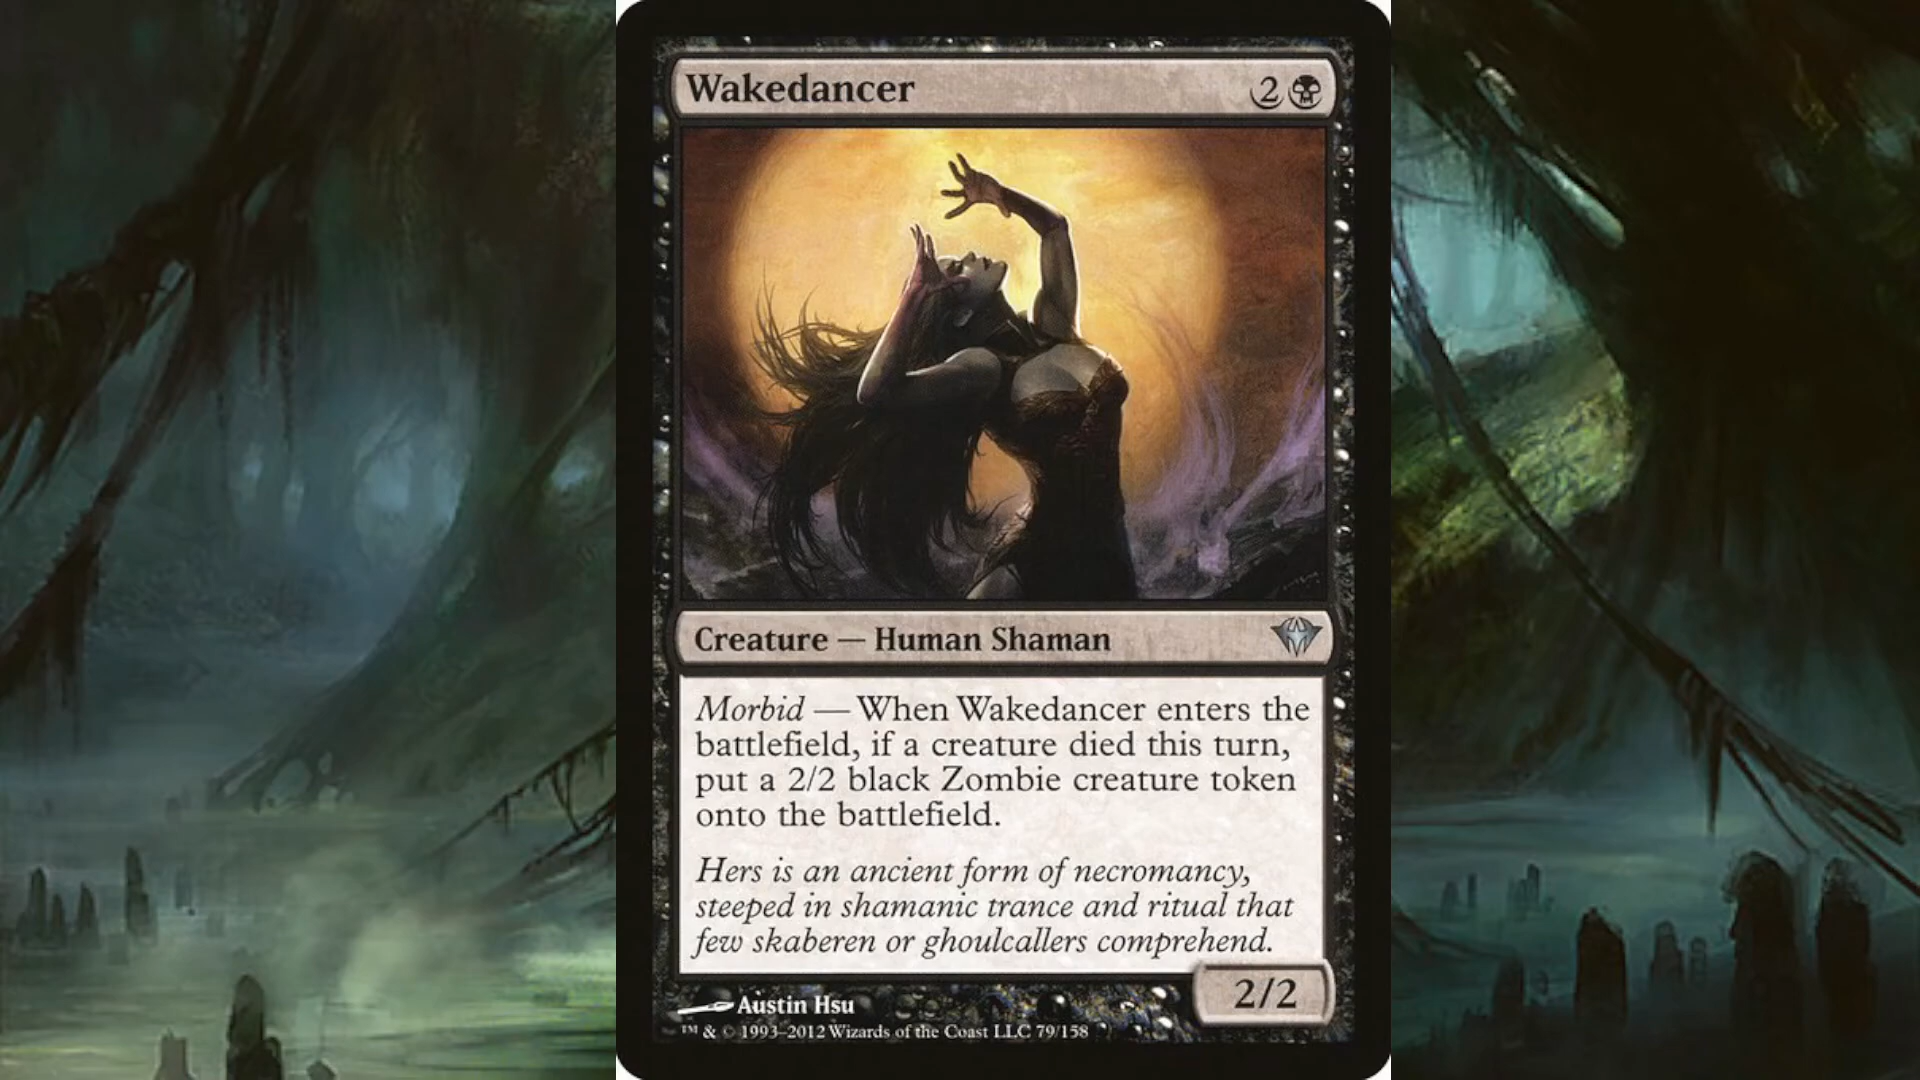 Wakedancer 2
Creature — Human Shaman
Morbid — When Wakedancer enters the
battlefield, if a creature died this turn,
put a 2/2 black Zombie creature token
onto the battlefield.
Hers is an ancient form of necromancy,
steeped in shamanic trance and ritual that
few skaberen or ghoulcallers comprehend.
2/2
Austin Hsu
™ & © 1993–2012 Wizards of the Coast LLC 79/158